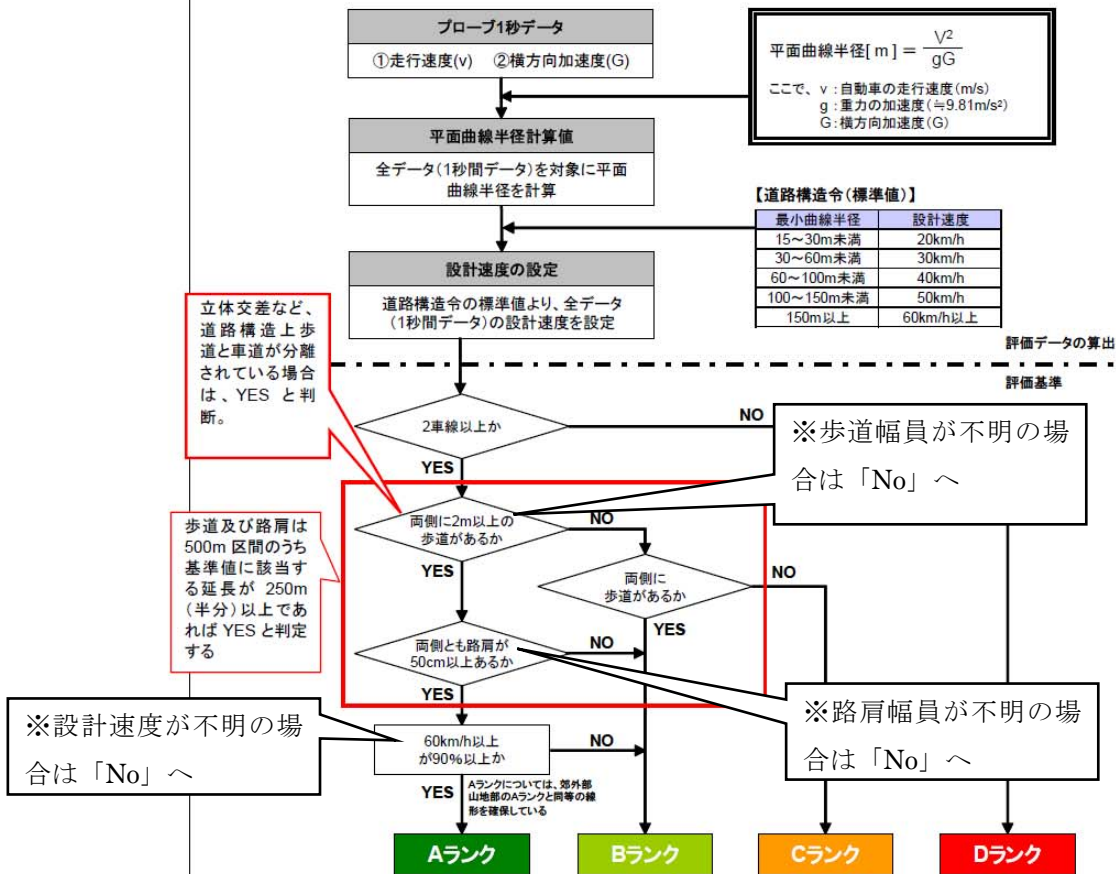 プローブ1秒データ
①走行速度(v) ②横方向加速度(G)
平面曲線半径[ m ] = V² / gG
ここで、 v : 自動車の走行速度(m/s)
g : 重力の加速度(≒9.81m/s²)
G : 横方向加速度(G)
平面曲線半径計算値
全データ(1秒間データ)を対象に平面
曲線半径を計算
【道路構造令(標準値)】
最小曲線半径 設計速度
15～30m未満 20km/h
30～60m未満 30km/h
60～100m未満 40km/h
100～150m未満 50km/h
150m以上 60km/h以上
設計速度の設定
道路構造令の標準値より、全データ
(1秒間データ)の設計速度を設定
立体交差など、
道路構造上歩
道と車道が分離
されている場合
は、YES と判
断。
評価データの算出
評価基準
2車線以上か
NO
YES
※歩道幅員が不明の場
合は「No」へ
両側に2m以上の
歩道があるか
NO
YES
歩道及び路肩は
500m 区間のうち
基準値に該当す
る延長が 250m
(半分)以上であ
れば YES と判定
する
両側に
歩道があるか
NO
YES
両側とも路肩が
50cm以上あるか
NO
YES
※路肩幅員が不明の場
合は「No」へ
※設計速度が不明の場
合は「No」へ
60km/h以上
が90%以上か
NO
YES
Aランクについては、郊外部
山地部のAランクと同等の線
形を確保している
Aランク
Bランク
Cランク
Dランク